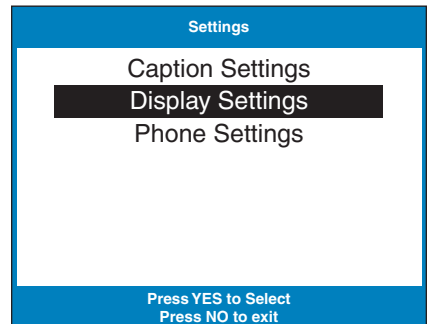 Settings
Caption Settings
Display Settings
Phone Settings
Press YES to Select
Press NO to exit